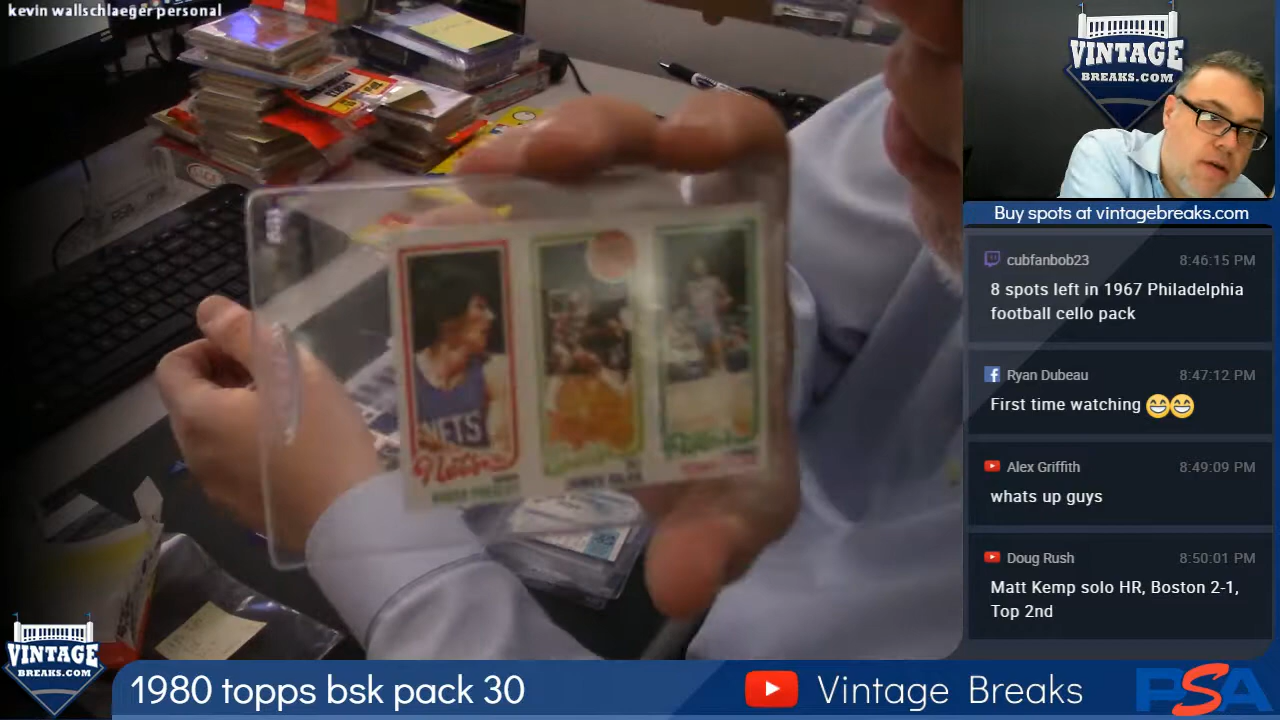 kevin wallschlaeger personal
VINTAGE
BREAKS.COM
Buy spots at vintagebreaks.com
cubfanbob23 8:46:15 PM
8 spots left in 1967 Philadelphia
football cello pack
Ryan Dubeau 8:47:12 PM
First time watching 😁😁
Alex Griffith 8:49:09 PM
whats up guys
Doug Rush 8:50:01 PM
Matt Kemp solo HR, Boston 2-1,
Top 2nd
NETS
Nets
VINTAGE
BREAKS.COM
1980 topps bsk pack 30
Vintage Breaks
PSA